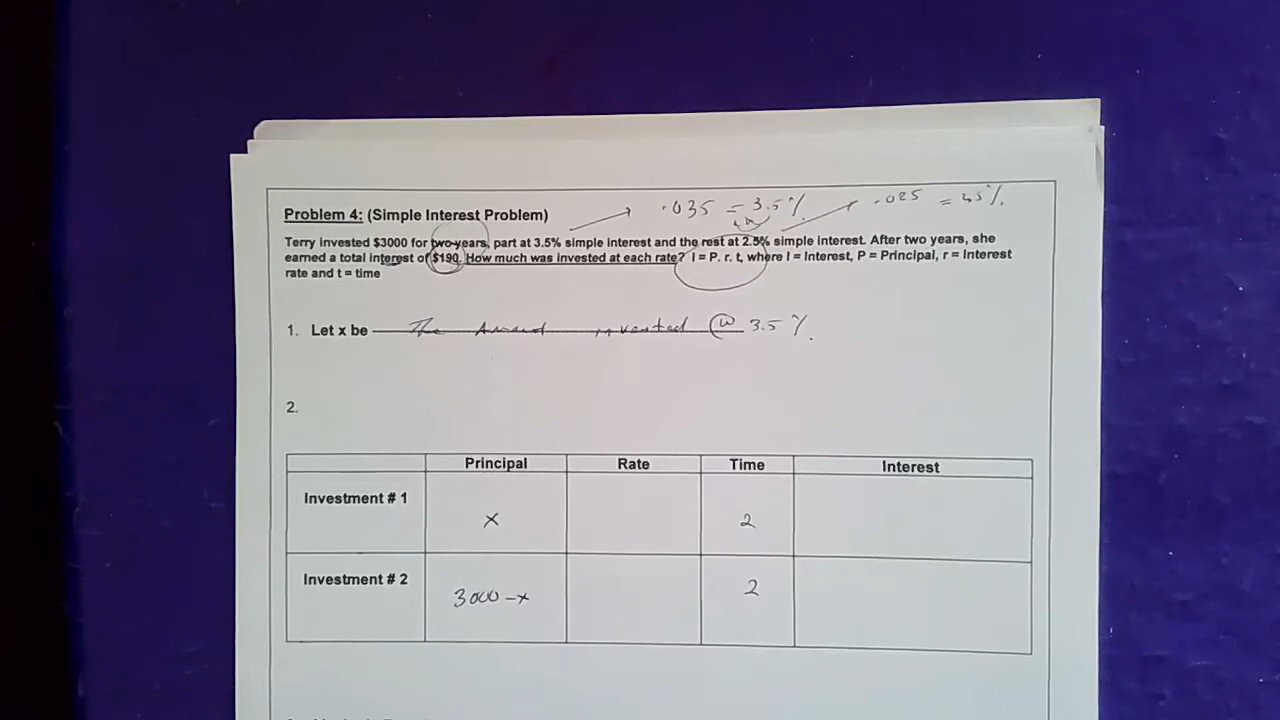 .035 = 3.5% .025 = 2.5%
Problem 4: (Simple Interest Problem)
Terry invested $3000 for two-years, part at 3.5% simple interest and the rest at 2.5% simple interest. After two years, she
earned a total interest of $190. How much was invested at each rate? I = P. r. t, where I = Interest, P = Principal, r = Interest
rate and t = time
1. Let x be The Amount invested @ 3.5%.
2.
Principal Rate Time Interest
Investment # 1 x 2
Investment # 2 3000-x 2